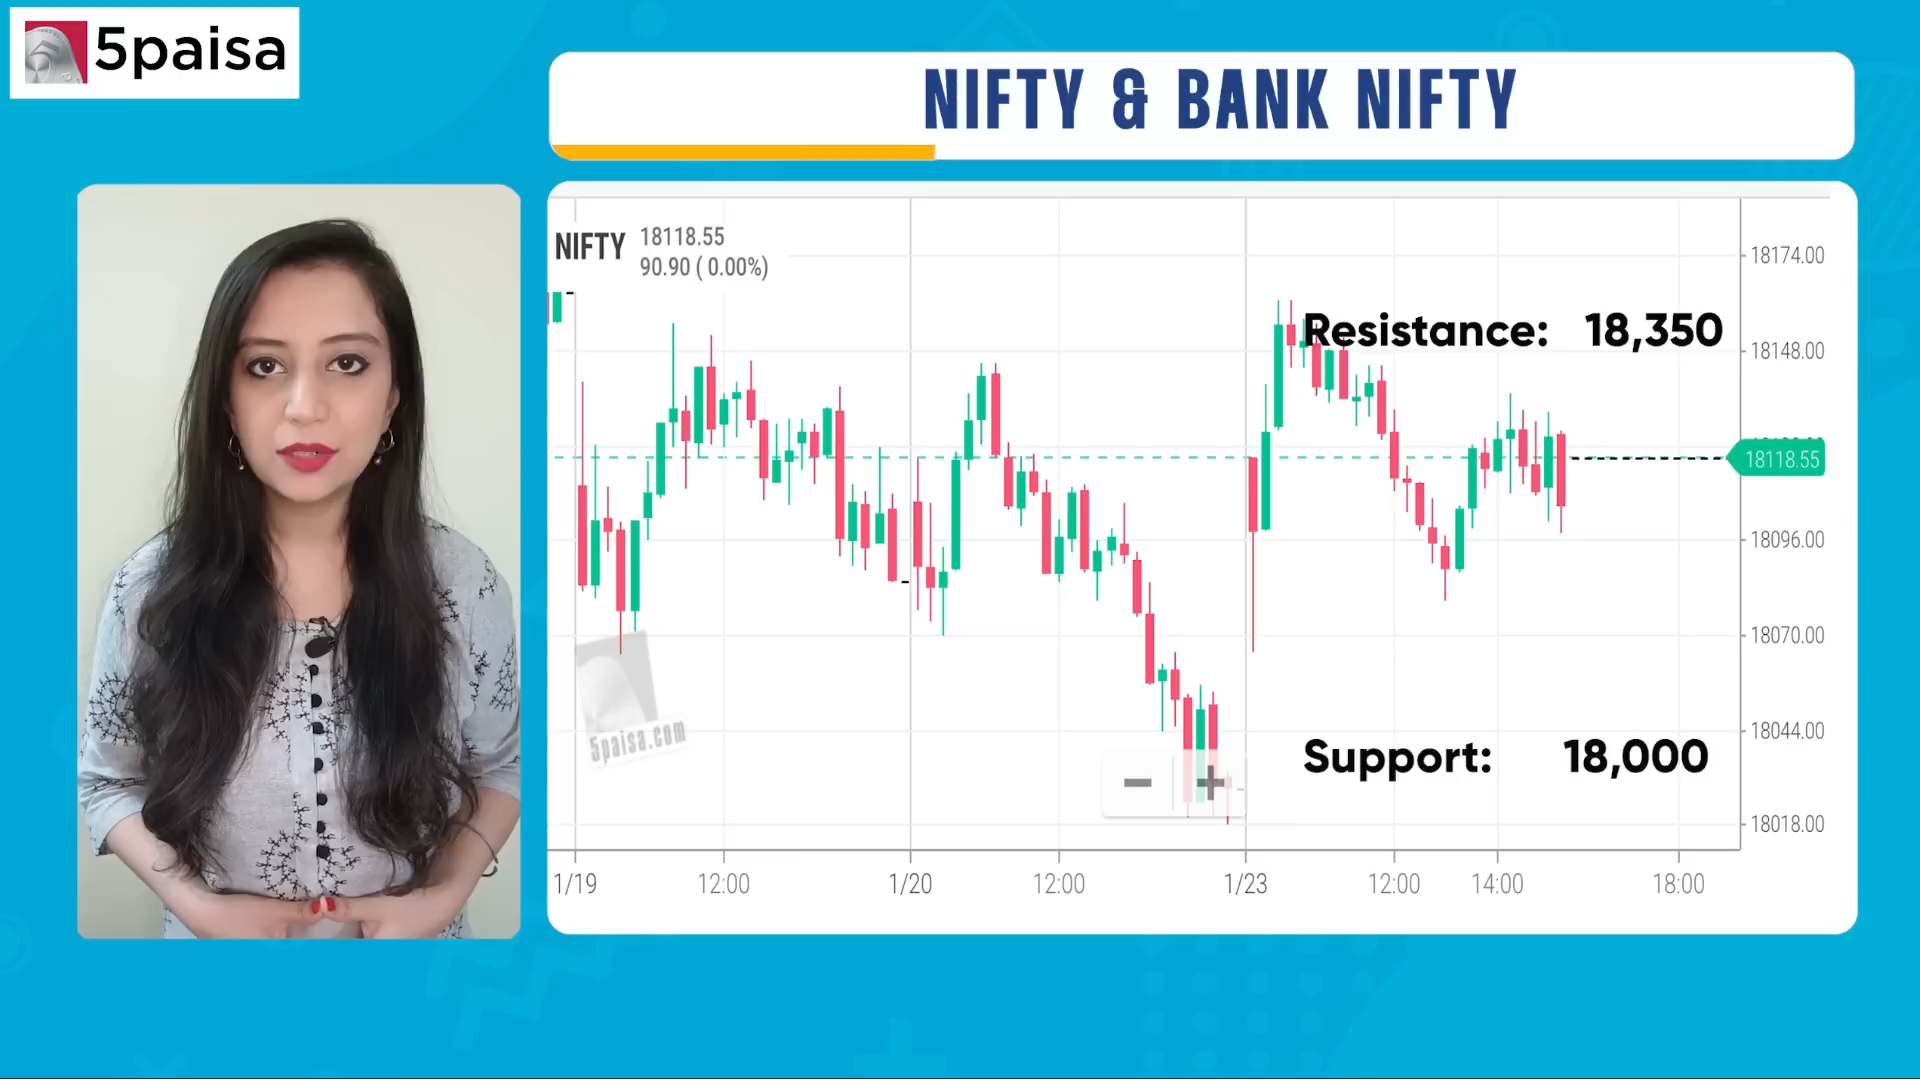 5paisa
NIFTY & BANK NIFTY
NIFTY
18118.55
90.90 ( 0.00%)
18174.00
Resistance: 18,350
18148.00
18118.55
18096.00
18070.00
5paisa.com
18044.00
Support: 18,000
18018.00
1/19
12:00
1/20
12:00
1/23
12:00
14:00
18:00